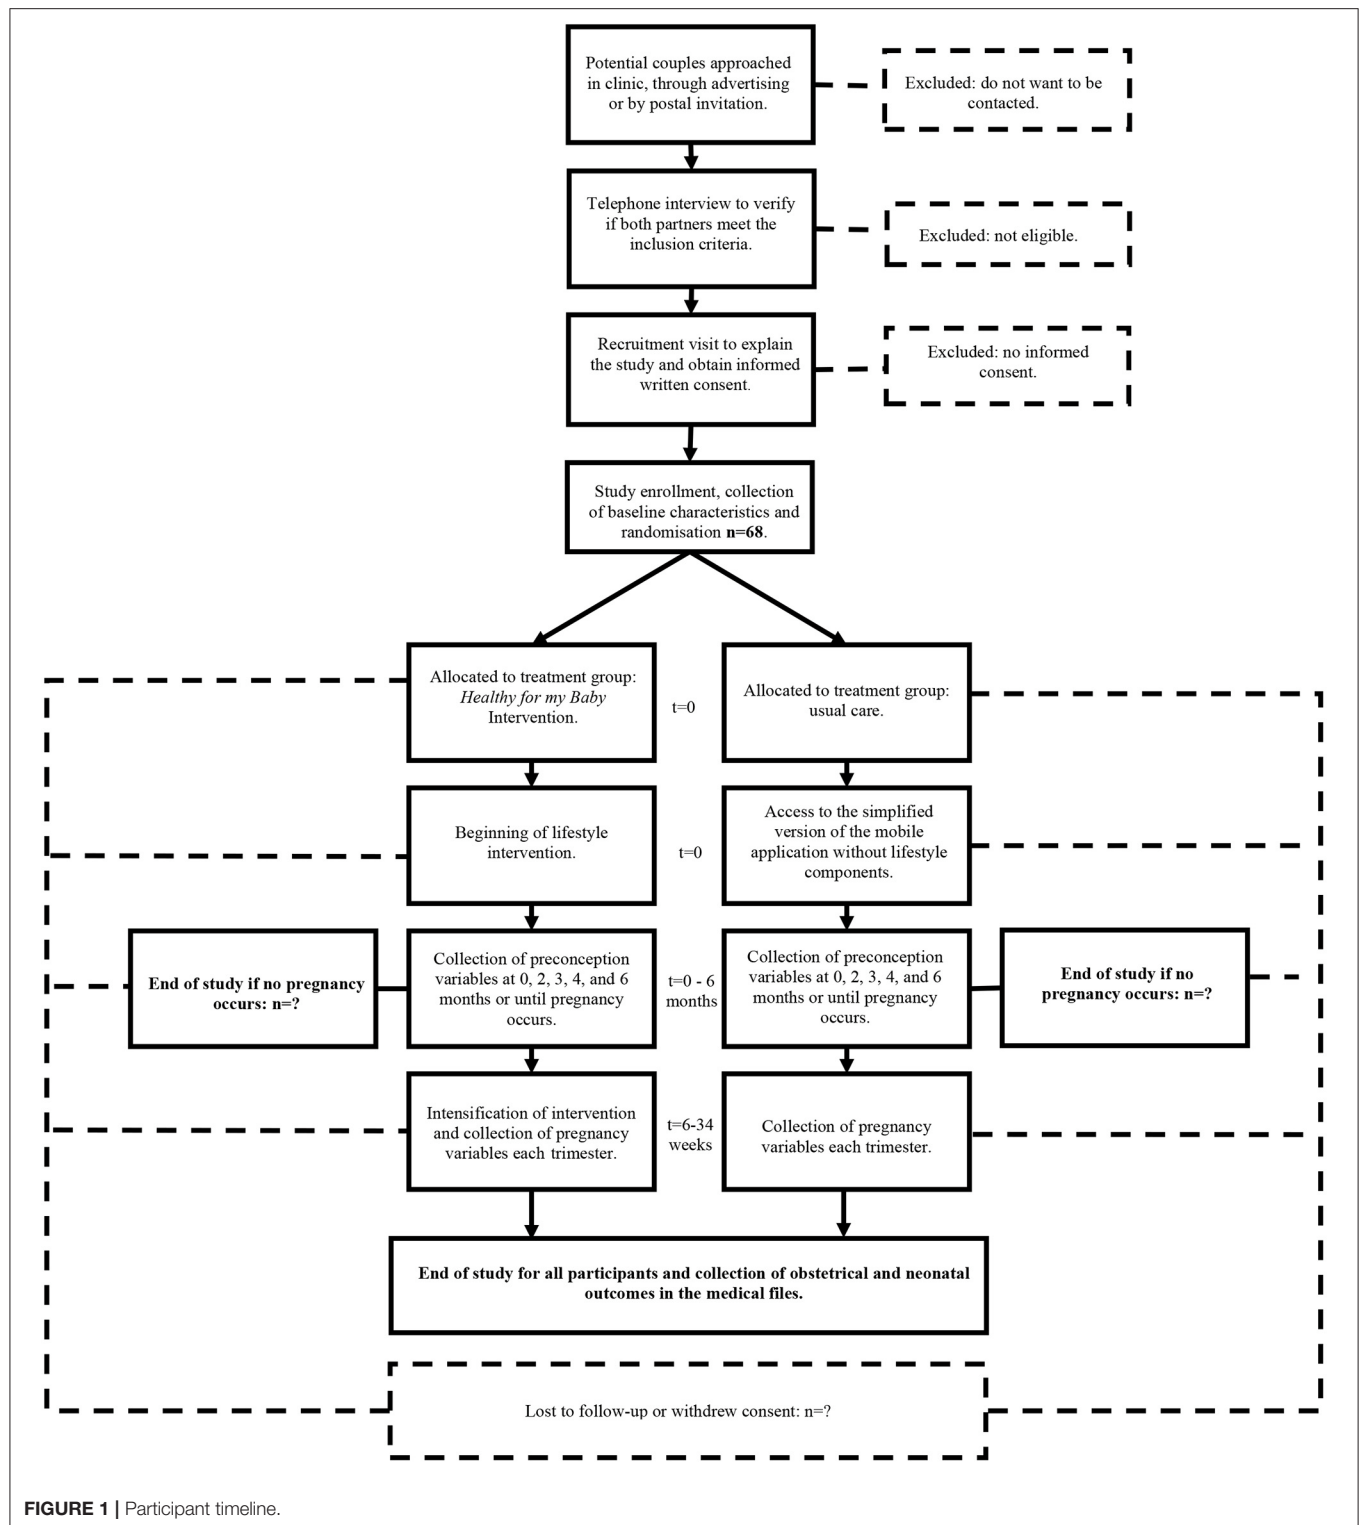 Potential couples approached
in clinic, through advertising
or by postal invitation.
Excluded: do not want to be
contacted.
Telephone interview to verify
if both partners meet the
inclusion criteria.
Excluded: not eligible.
Recruitment visit to explain
the study and obtain informed
written consent.
Excluded: no informed
consent.
Study enrollment, collection
of baseline characteristics and
randomisation n=68.
Allocated to treatment group:
Healthy for my Baby
Intervention.
t=0
Allocated to treatment group:
usual care.
Beginning of lifestyle
intervention.
t=0
Access to the simplified
version of the mobile
application without lifestyle
components.
End of study if no pregnancy
occurs: n=?
Collection of preconception
variables at 0, 2, 3, 4, and 6
months or until pregnancy
occurs.
t=0 - 6
months
Collection of preconception
variables at 0, 2, 3, 4, and 6
months or until pregnancy
occurs.
End of study if no
pregnancy occurs: n=?
Intensification of intervention
and collection of pregnancy
variables each trimester.
t=6-34
weeks
Collection of pregnancy
variables each trimester.
End of study for all participants and collection of obstetrical and neonatal
outcomes in the medical files.
Lost to follow-up or withdrew consent: n=?
FIGURE 1 | Participant timeline.